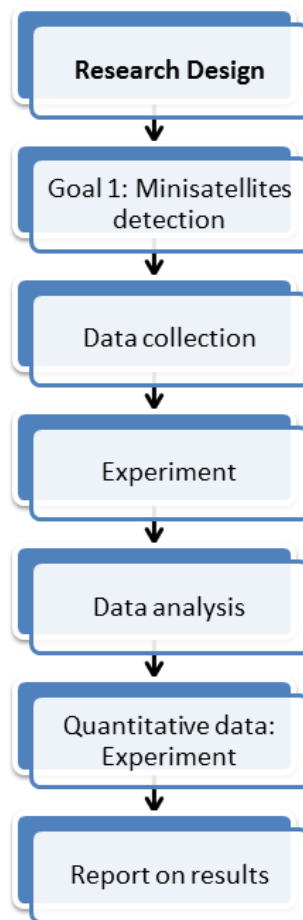 Research Design
Goal 1: Minisatellites
detection
Data collection
Experiment
Data analysis
Quantitative data:
Experiment
Report on results